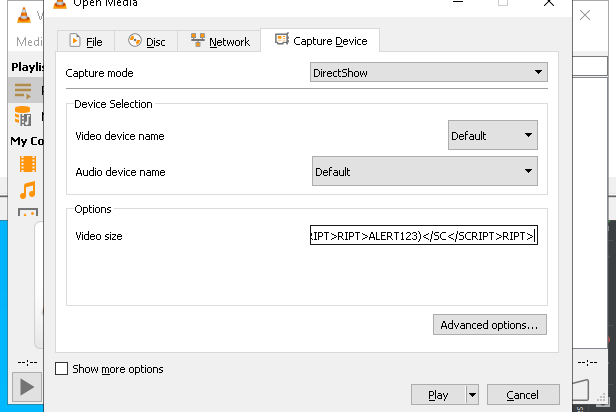 Open Media
V
Medi
File
Disc
Network
Capture Device
Playlis
Capture mode
DirectShow
Device Selection
Video device name
Default
My Co
Audio device name
Default
Options
Video size
RIPT>RIPT>ALERT123)</SC</SCRIPT>RIPT>
Advanced options...
--:--
Show more options
--:--
Play
Cancel